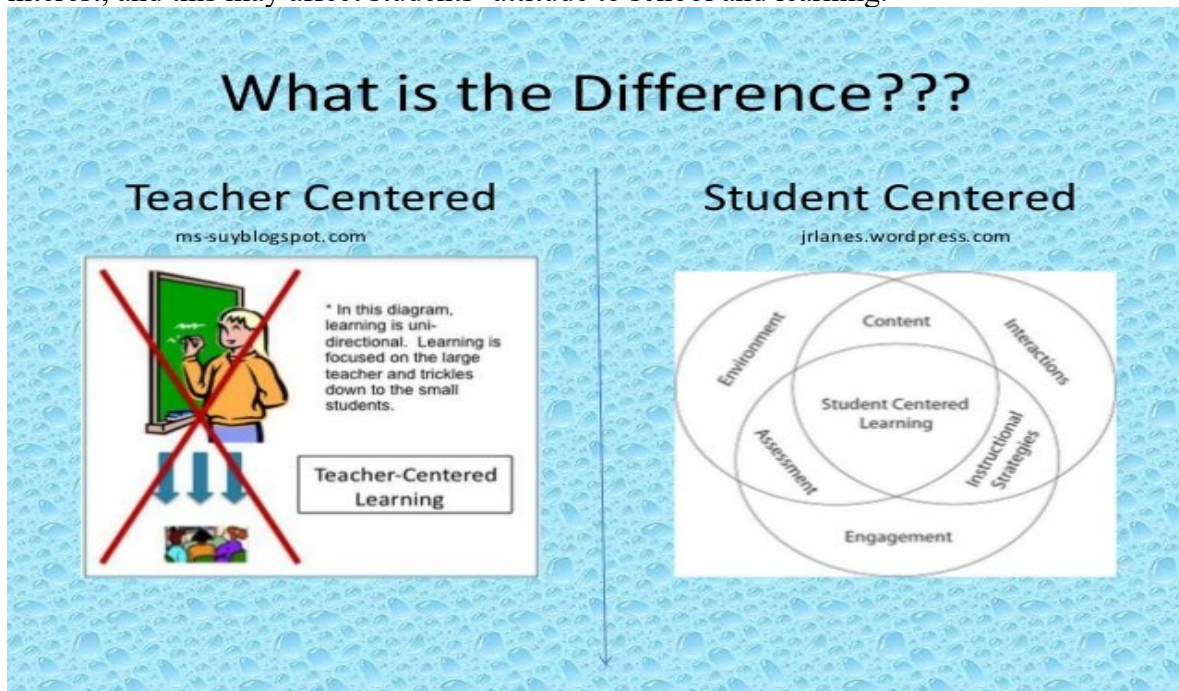 interest, and this may affect students' attitude to school and learning.
What is the Difference???
Teacher Centered
ms-suyblogspot.com
* In this diagram,
learning is uni-
directional. Learning is
focused on the large
teacher and trickles
down to the small
students.
Teacher-Centered
Learning
Student Centered
jrlanes.wordpress.com
Environment
Content
Interactions
Student Centered
Learning
Assessment
Instructional
Strategies
Engagement